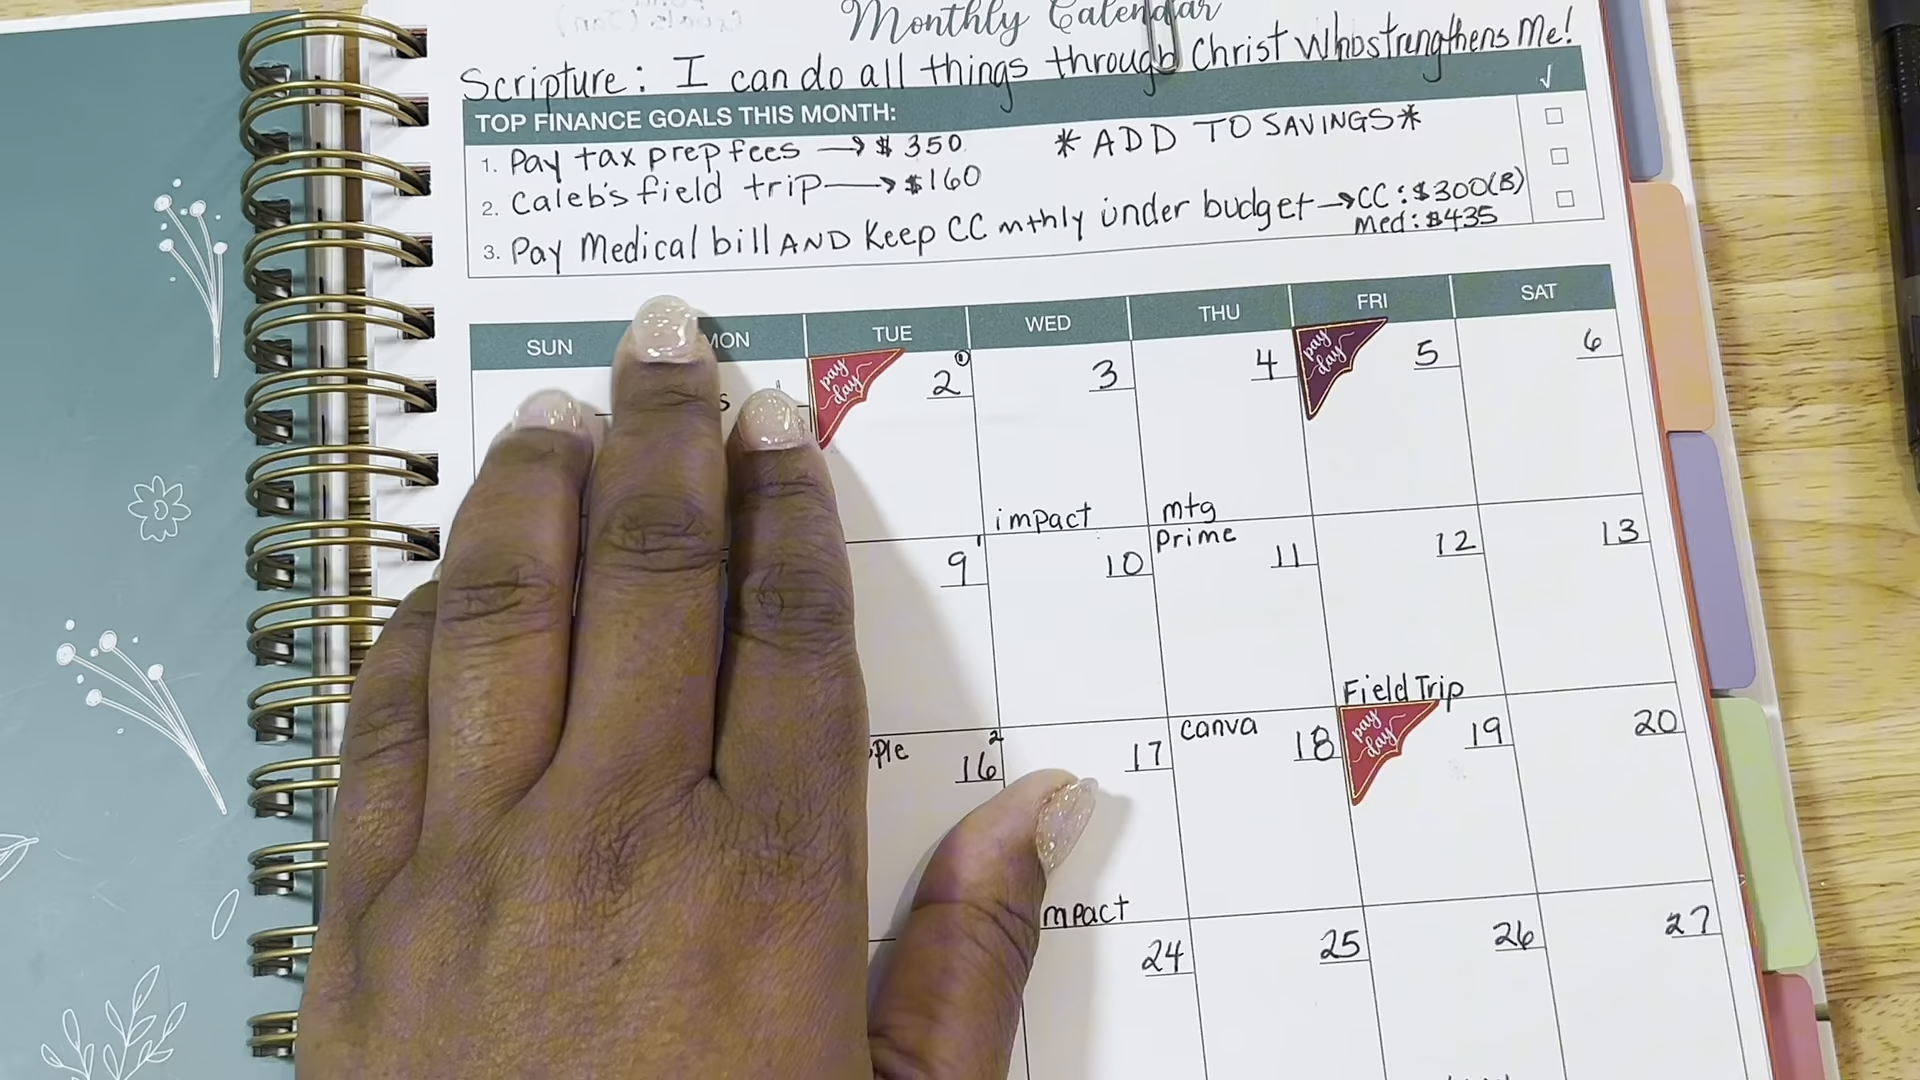 Monthly Calendar
Scripture: I can do all things through Christ Who strengthens Me!
TOP FINANCE GOALS THIS MONTH: √
1. Pay tax prep fees → $350 *ADD TO SAVINGS*
2. Caleb's field trip → $160
3. Pay Medical bill AND Keep CC mthly under budget → CC: $300(B)
Med: $435
SUN MON TUE WED THU FRI SAT
pay day 2 3 4 pay day 5 6
impact mtg
9 10 Prime 11 12 13
Field Trip
16 17 canva 18 pay day 19 20
24 25 26 27